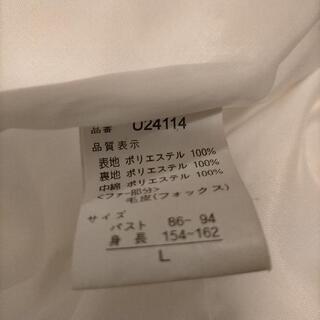 品番 U24114
品質表示
表地 ポリエステル 100%
裏地 ポリエステル 100%
中綿 ポリエステル 100%
<ファー部分>
毛皮(フォックス)
サイズ
バスト 86-94
身長 154-162
L